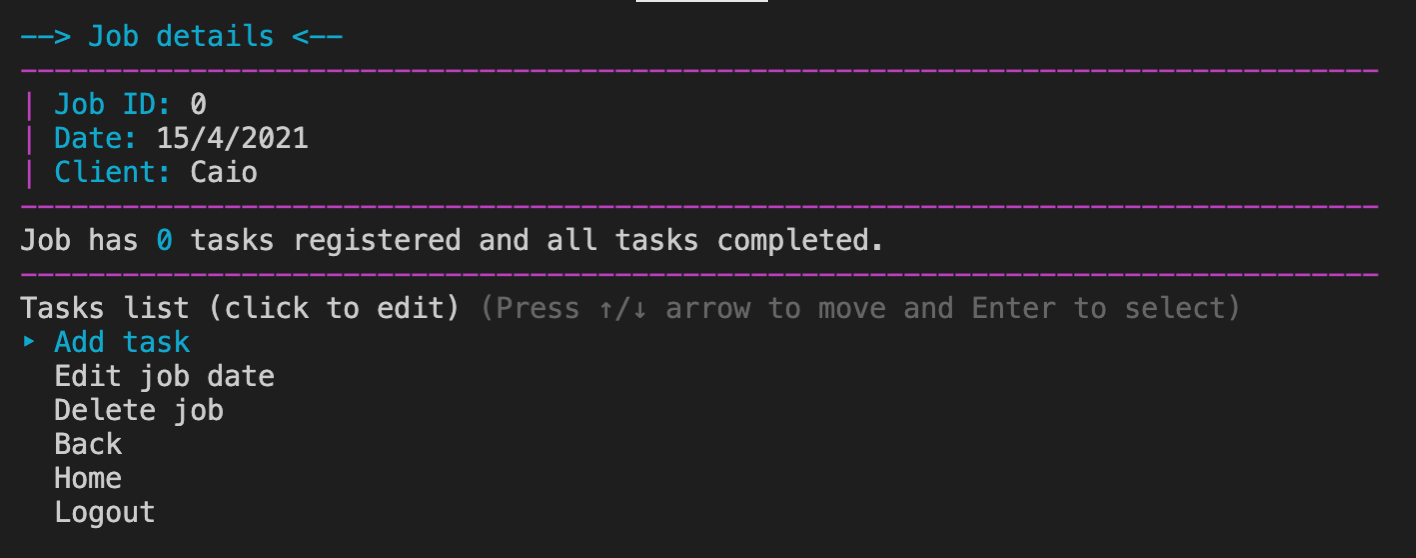 --> Job details <--
--------------------------------------------------------------------------------
| Job ID: 0
| Date: 15/4/2021
| Client: Caio
--------------------------------------------------------------------------------
Job has 0 tasks registered and all tasks completed.
--------------------------------------------------------------------------------
Tasks list (click to edit) (Press ↑/↓ arrow to move and Enter to select)
▸ Add task
Edit job date
Delete job
Back
Home
Logout